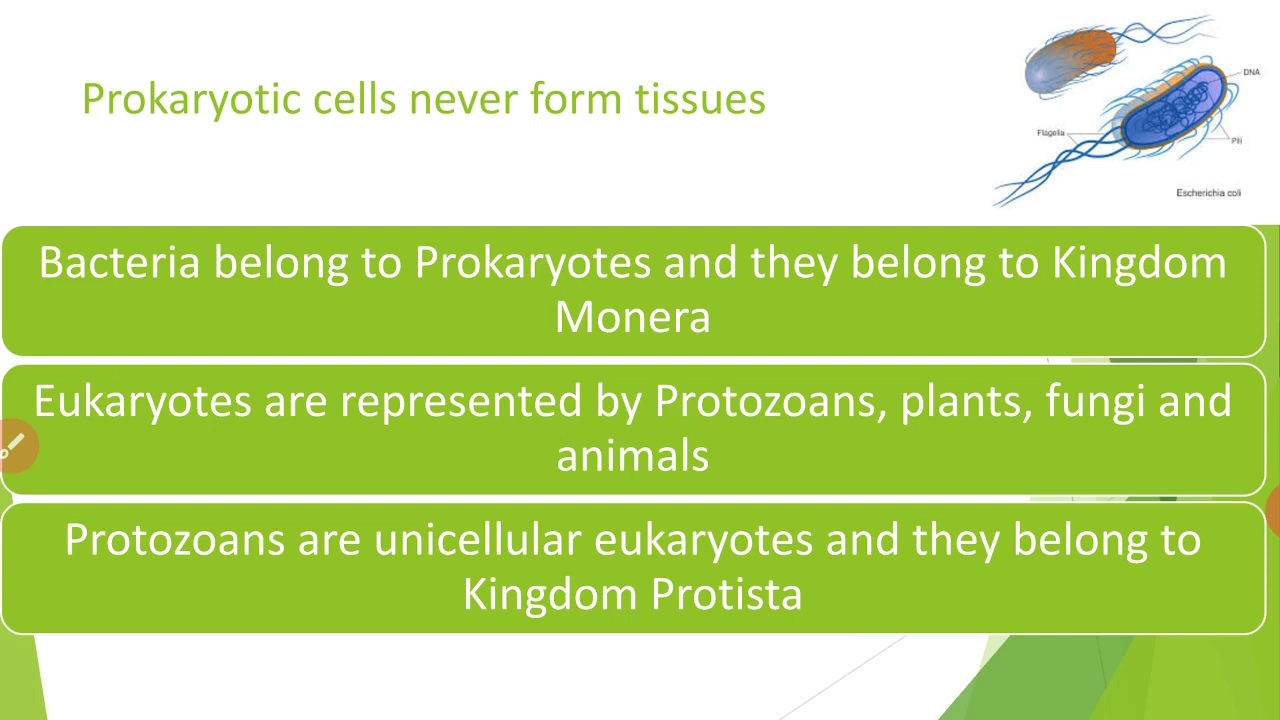 Prokaryotic cells never form tissues
DNA
Flagella
Pili
Escherichia coli
Bacteria belong to Prokaryotes and they belong to Kingdom
Monera
Eukaryotes are represented by Protozoans, plants, fungi and
animals
Protozoans are unicellular eukaryotes and they belong to
Kingdom Protista